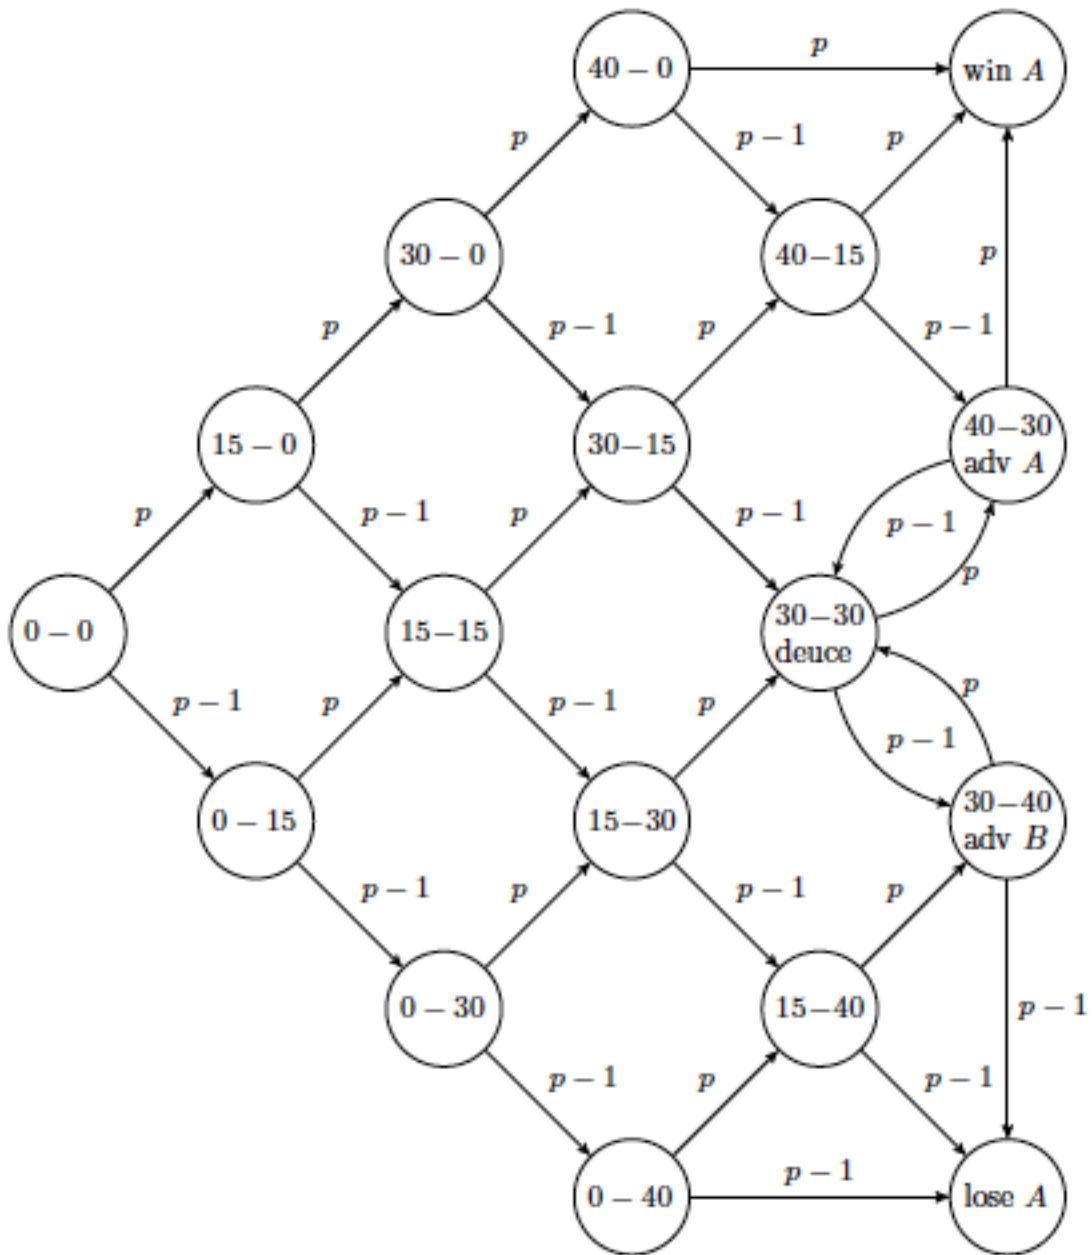 p
40 − 0
win A
p
p − 1
p
30 − 0
40−15
p
p
p − 1
p
p − 1
15 − 0
30−15
40−30
adv A
p
p − 1
p
p − 1
p − 1
p
0 − 0
15−15
30−30
deuce
p − 1
p
p − 1
p
p
p − 1
0 − 15
15−30
30−40
adv B
p − 1
p
p − 1
p
0 − 30
15−40
p − 1
p − 1
p
p − 1
p − 1
0 − 40
lose A